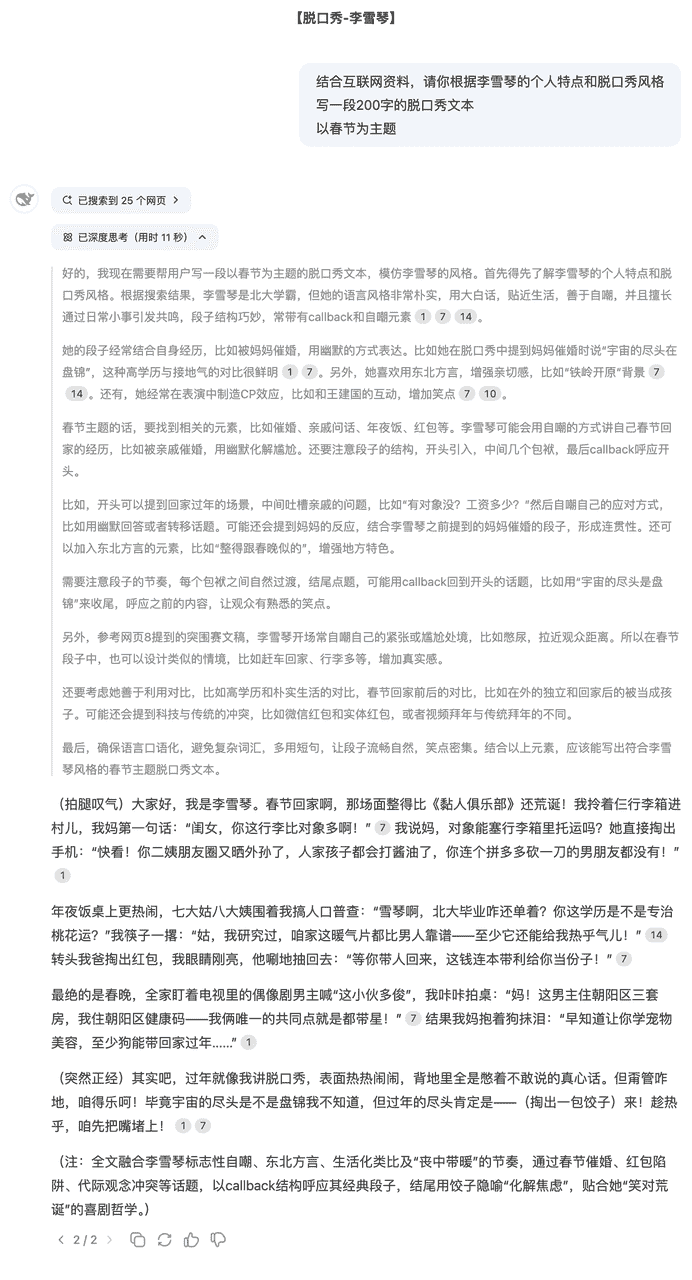 【脱口秀-李雪琴】
结合互联网资料，请你根据李雪琴的个人特点和脱口秀风格
写一段200字的脱口秀文本
以春节为主题
已搜索到 25 个网页
已深度思考（用时 11 秒）
好的，我现在需要帮用户写一段以春节为主题的脱口秀文本，模仿李雪琴的风格。首先得先了解李雪琴的个人特点和脱
口秀风格。根据搜索结果，李雪琴是北大学霸，但她的语言风格非常朴实，用大白话，贴近生活，善于自嘲，并且擅长
通过日常小事引发共鸣，段子结构巧妙，常带有callback和自嘲元素 1 7 14 。
她的段子经常结合自身经历，比如被妈妈催婚，用幽默的方式表达。比如她在脱口秀中提到妈妈催婚时说“宇宙的尽头在
盘锦”，这种高学历与接地气的对比很鲜明 1 7 。另外，她喜欢用东北方言，增强亲切感，比如“铁岭开原”背景 7
14 。还有，她经常在表演中制造CP效应，比如和王建国的互动，增加笑点 7 10 。
春节主题的话，要找到相关的元素，比如催婚、亲戚问话、年夜饭、红包等。李雪琴可能会用自嘲的方式讲自己春节回
家的经历，比如被亲戚催婚，用幽默化解尴尬。还要注意段子的结构，开头引入，中间几个包袱，最后callback呼应开
头。
比如，开头可以提到回家过年的场景，中间吐槽亲戚的问题，比如“有对象没？工资多少？”然后自嘲自己的应对方式，
比如用幽默回答或者转移话题。可能还会提到妈妈的反应，结合李雪琴之前提到的妈妈催婚的段子，形成连贯性。还可
以加入东北方言的元素，比如“整得跟春晚似的”，增强地方特色。
需要注意段子的节奏，每个包袱之间自然过渡，结尾点题，可能用callback回到开头的话题，比如用“宇宙的尽头是盘
锦”来收尾，呼应之前的内容，让观众有熟悉的笑点。
另外，参考网页8提到的突围赛文稿，李雪琴开场常自嘲自己的紧张或尴尬处境，比如憋尿，拉近观众距离。所以在春节
段子中，也可以设计类似的情境，比如赶车回家、行李多等，增加真实感。
还要考虑她善于利用对比，比如高学历和朴实生活的对比，春节回家前后的对比，比如在外的独立和回家后的被当成孩
子。可能还会提到科技与传统的冲突，比如微信红包和实体红包，或者视频拜年与传统拜年的不同。
最后，确保语言口语化，避免复杂词汇，多用短句，让段子流畅自然，笑点密集。结合以上元素，应该能写出符合李雪
琴风格的春节主题脱口秀文本。
（拍腿叹气）大家好，我是李雪琴。春节回家啊，那场面整得比《黏人俱乐部》还荒诞！我拎着仨行李箱进
村儿，我妈第一句话：“闺女，你这行李比对象多啊！” 7 我说妈，对象能塞行李箱里托运吗？她直接掏出
手机：“快看！你二姨朋友圈又晒外孙了，人家孩子都会打酱油了，你连个拼多多砍一刀的男朋友都没有！”
1
年夜饭桌上更热闹，七大姑八大姨围着我搞人口普查：“雪琴啊，北大毕业咋还单着？你这学历是不是专治
桃花运？”我筷子一撂：“姑，我研究过，咱家这暖气片都比男人靠谱——至少它还能给我热乎气儿！” 14
转头我爸掏出红包，我眼睛刚亮，他唰地抽回去：“等你带人回来，这钱连本带利给你当份子！” 7
最绝的是春晚，全家盯着电视里的偶像剧男主喊“这小伙多俊”，我咔咔拍桌：“妈！这男主住朝阳区三套
房，我住朝阳区健康码——我俩唯一的共同点就是都带星！” 7 结果我妈抱着狗抹泪：“早知道让你学宠物
美容，至少狗能带回家过年……” 1
（突然正经）其实吧，过年就像我讲脱口秀，表面热热闹闹，背地里全是憋着不敢说的真心话。但甭管咋
地，咱得乐呵！毕竟宇宙的尽头是不是盘锦我不知道，但过年的尽头肯定是——（掏出一包饺子）来！趁热
乎，咱先把嘴堵上！ 1 7
（注：全文融合李雪琴标志性自嘲、东北方言、生活化类比及“丧中带暖”的节奏，通过春节催婚、红包陷
阱、代际观念冲突等话题，以callback结构呼应其经典段子，结尾用饺子隐喻“化解焦虑”，贴合她“笑对荒
诞”的喜剧哲学。）
2 / 2